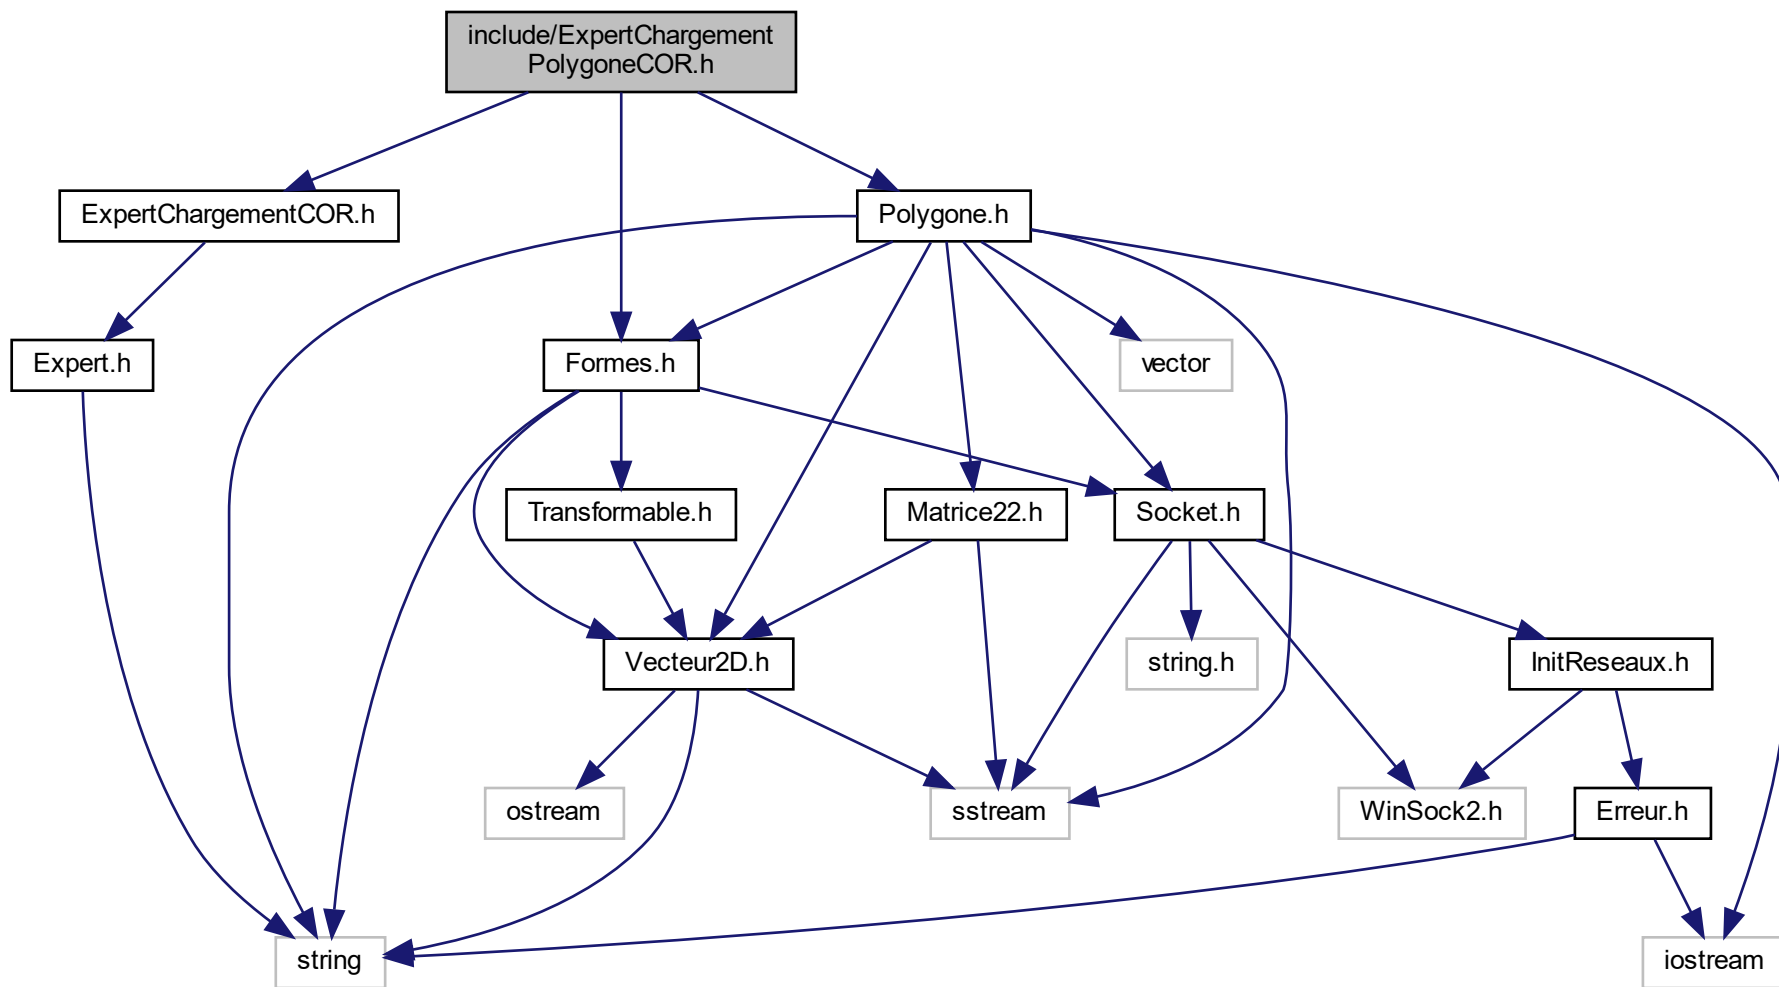 include/ExpertChargement
PolygoneCOR.h
ExpertChargementCOR.h
Polygone.h
Expert.h
Formes.h
vector
Transformable.h
Matrice22.h
Socket.h
Vecteur2D.h
string.h
InitReseaux.h
ostream
sstream
WinSock2.h
Erreur.h
string
iostream